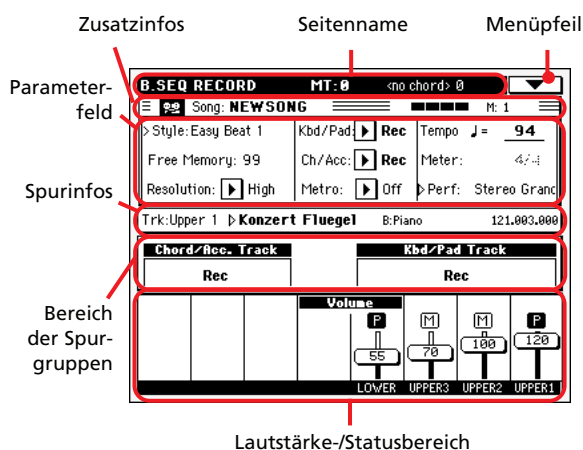 Zusatzinfos Seitenname Menüpfeil
B.SEQ RECORD MT:0 <no chord> 0
Parameter-
feld
Song: NEWSONG M: 1
>Style:Easy Beat 1 Kbd/Pad: Rec Tempo ♩= 94
Free Memory: 99 Ch/Acc: Rec Meter: 4/4
Resolution: High Metro: Off ▷Perf: Stereo Granc
Spurinfos
Trk:Upper 1 ▷Konzert Fluegel B:Piano 121.003.000
Chord/Acc. Track Kbd/Pad Track
Rec Rec
Bereich
der Spur-
gruppen
Volume
P M M P
55 70 100 120
LOWER UPPER3 UPPER2 UPPER1
Lautstärke-/Statusbereich